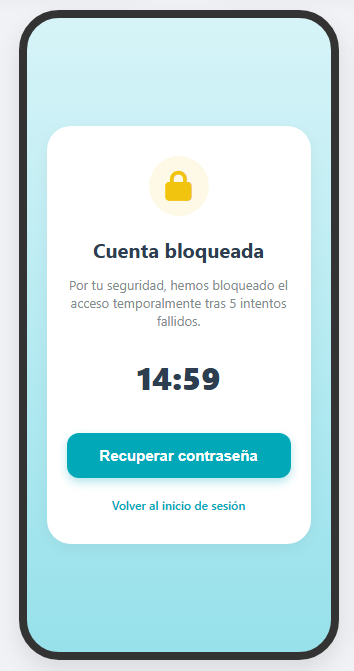 Cuenta bloqueada
Por tu seguridad, hemos bloqueado el
acceso temporalmente tras 5 intentos
fallidos.
14:59
Recuperar contraseña
Volver al inicio de sesión